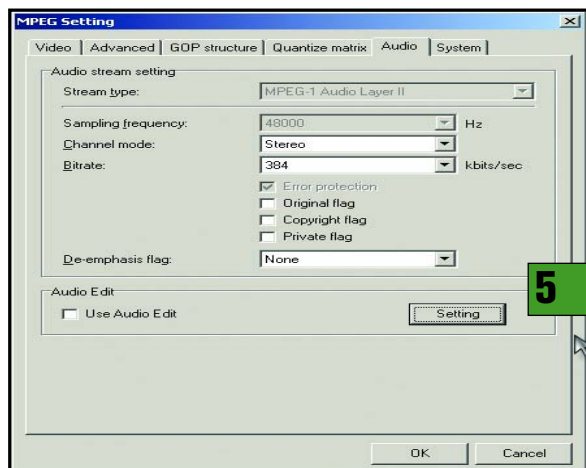 MPEG Setting
Video Advanced GOP structure Quantize matrix Audio System
Audio stream setting
Stream type: MPEG-1 Audio Layer II
Sampling frequency: 48000 Hz
Channel mode: Stereo
Bitrate: 384 kbits/sec
Error protection
Original flag
Copyright flag
Private flag
De-emphasis flag: None
5
Audio Edit
Use Audio Edit Setting
OK Cancel